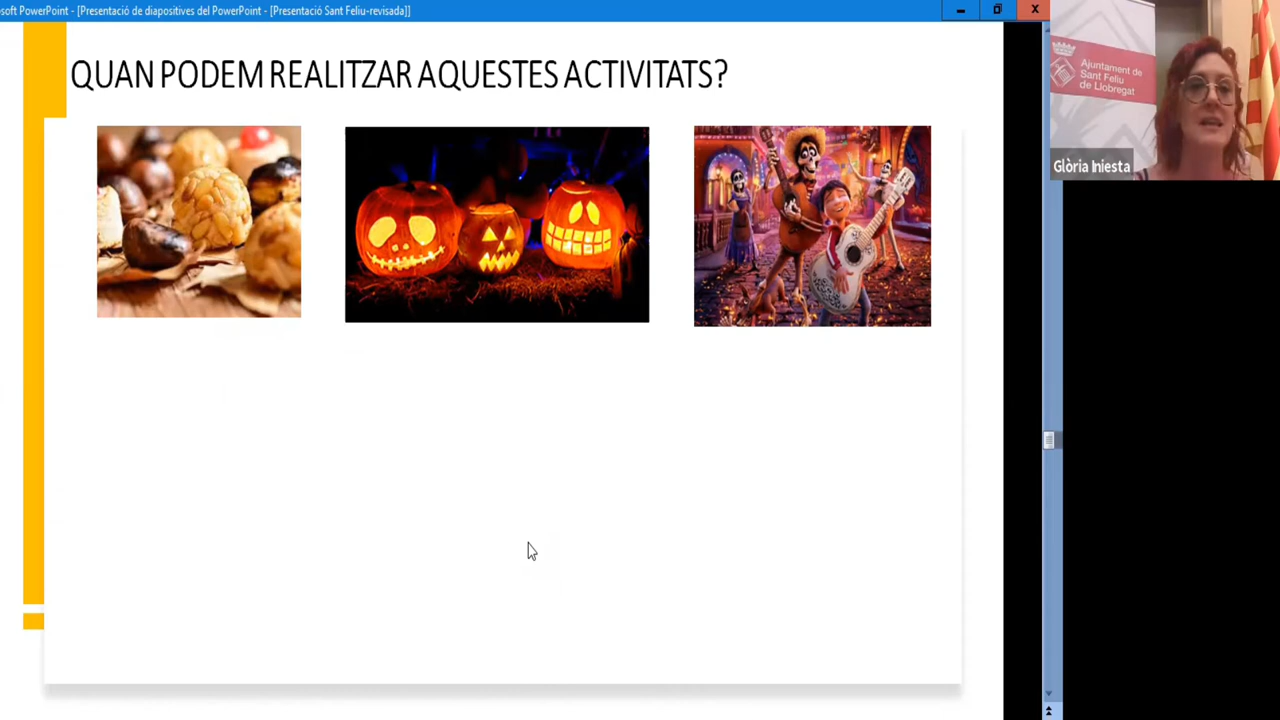 osoft PowerPoint - [Presentació de diapositives del PowerPoint - [Presentació Sant Feliu-revisada]]
QUAN PODEM REALITZAR AQUESTES ACTIVITATS?
Ajuntament de
Sant Feliu
de Llobregat
Glòria Iniesta